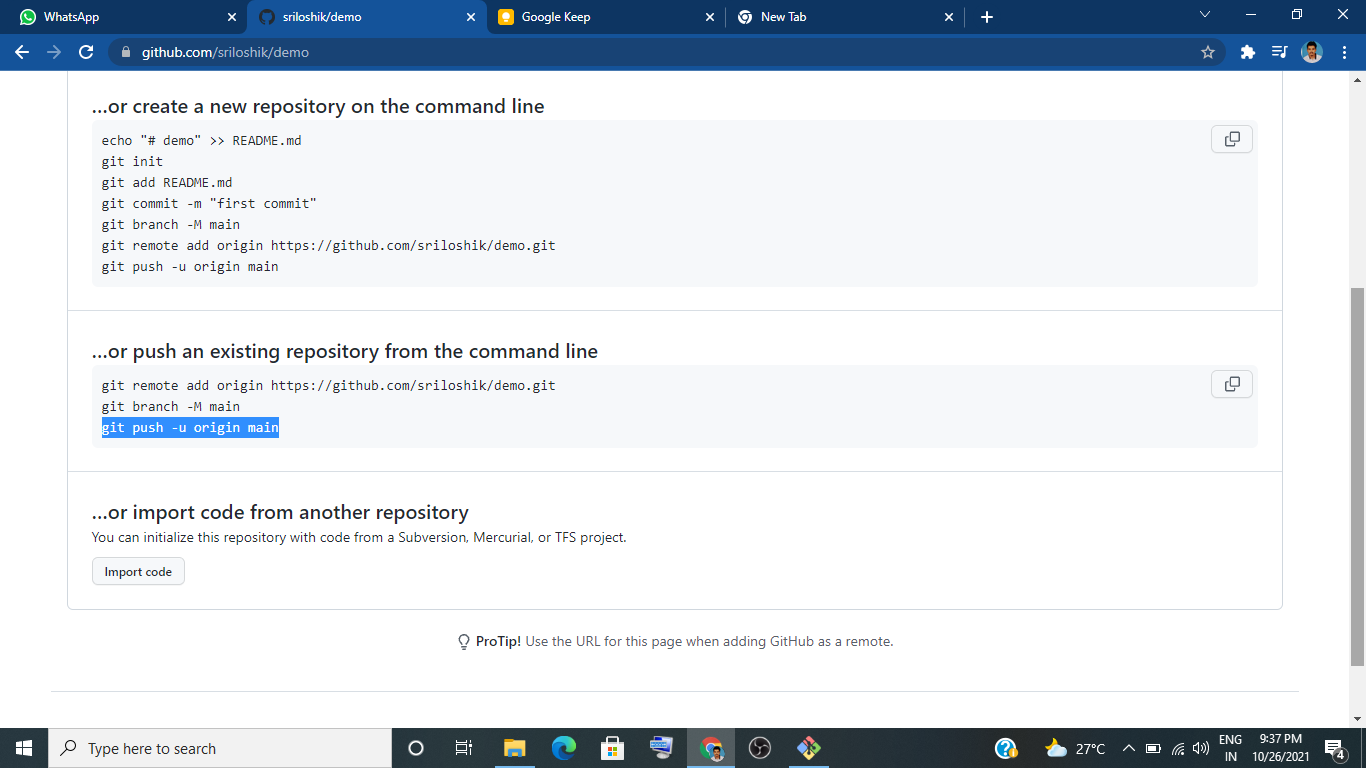 WhatsApp
sriloshik/demo
Google Keep
New Tab
github.com/sriloshik/demo
...or create a new repository on the command line
echo "# demo" >> README.md
git init
git add README.md
git commit -m "first commit"
git branch -M main
git remote add origin https://github.com/sriloshik/demo.git
git push -u origin main
...or push an existing repository from the command line
git remote add origin https://github.com/sriloshik/demo.git
git branch -M main
git push -u origin main
...or import code from another repository
You can initialize this repository with code from a Subversion, Mercurial, or TFS project.
Import code
ProTip! Use the URL for this page when adding GitHub as a remote.
Type here to search
27°C
ENG
IN
9:37 PM
10/26/2021
4